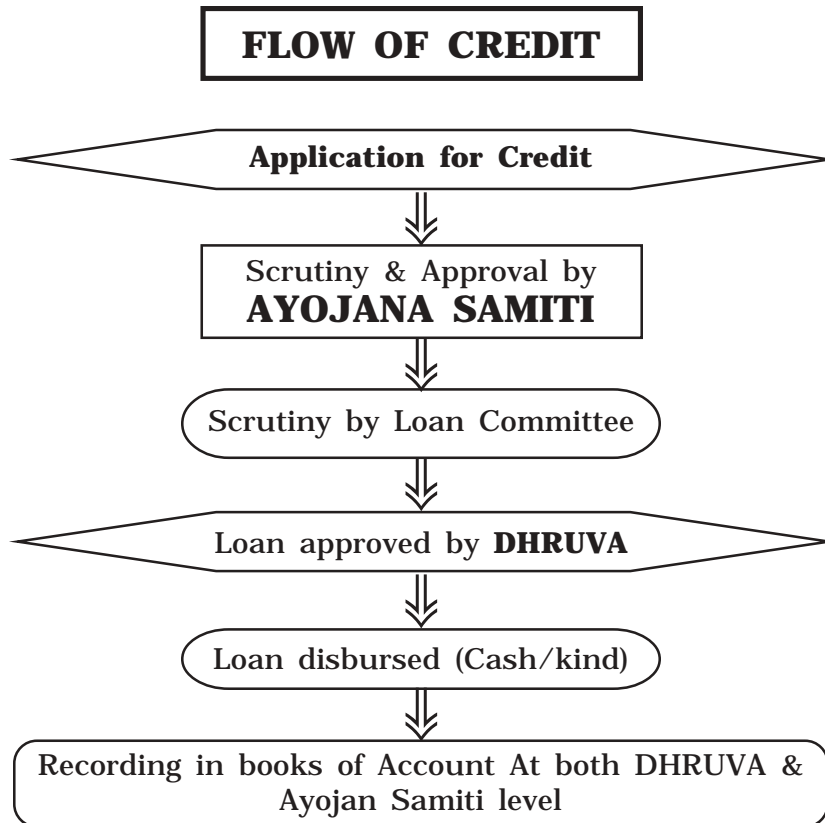 FLOW OF CREDIT
Application for Credit
Scrutiny & Approval by
AYOJANA SAMITI
Scrutiny by Loan Committee
Loan approved by DHRUVA
Loan disbursed (Cash/kind)
Recording in books of Account At both DHRUVA &
Ayojan Samiti level